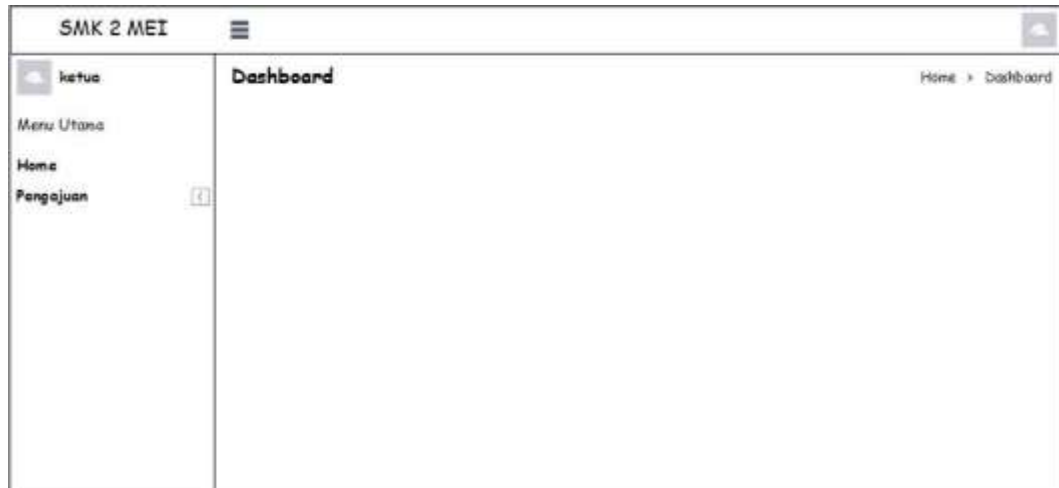 SMK 2 MEI
ketua
Dashboard
Home > Dashboard
Menu Utama
Home
Pengajuan